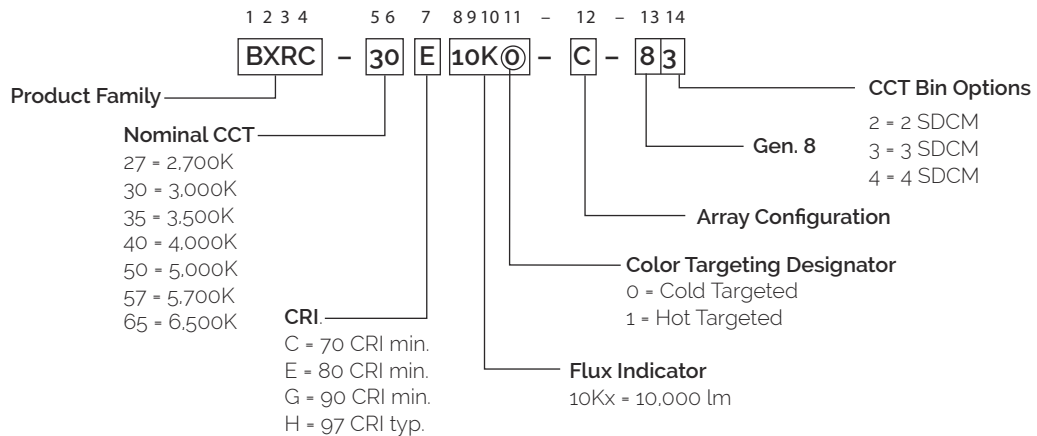 1 2 3 4 5 6 7 8 9 10 11 – 12 – 13 14
BXRC – 30 E 10K0 – C – 8 3
Product Family
Nominal CCT
27 = 2,700K
30 = 3,000K
35 = 3,500K
40 = 4,000K
50 = 5,000K
57 = 5,700K
65 = 6,500K
CRI.
C = 70 CRI min.
E = 80 CRI min.
G = 90 CRI min.
H = 97 CRI typ.
Flux Indicator
10Kx = 10,000 lm
Color Targeting Designator
0 = Cold Targeted
1 = Hot Targeted
Array Configuration
Gen. 8
CCT Bin Options
2 = 2 SDCM
3 = 3 SDCM
4 = 4 SDCM